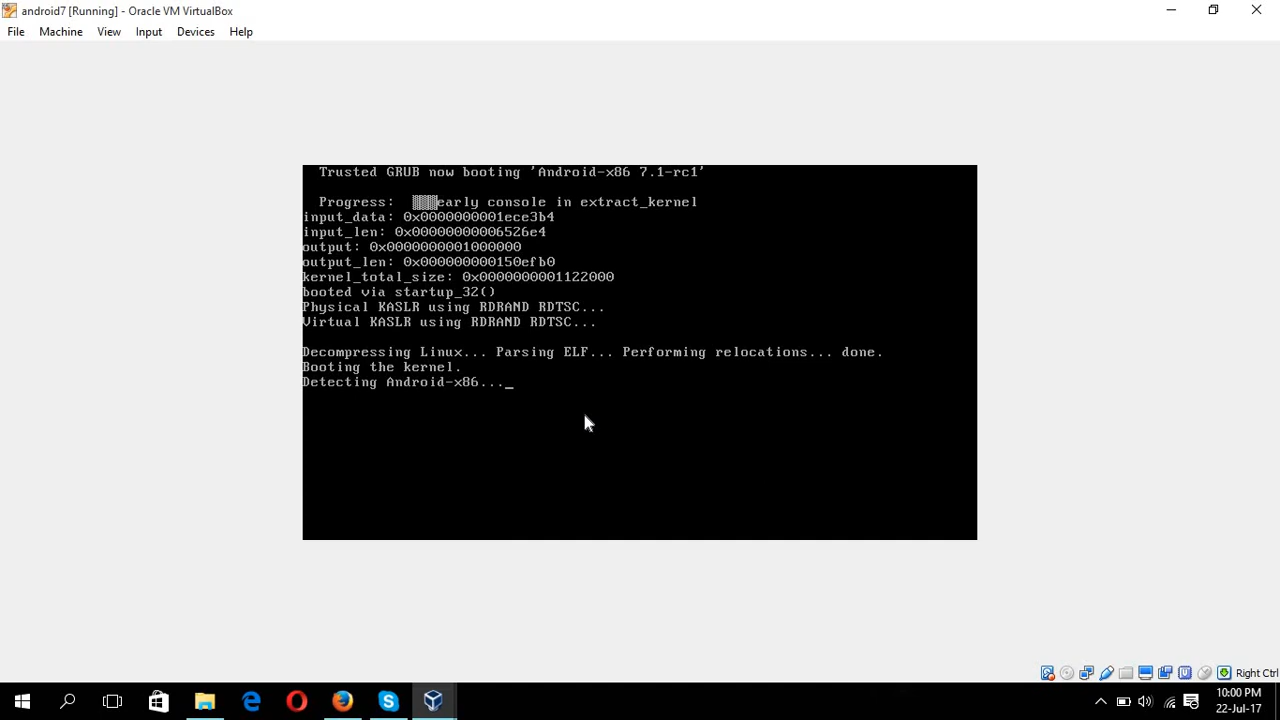 android7 [Running] - Oracle VM VirtualBox
File Machine View Input Devices Help
Trusted GRUB now booting 'Android-x86 7.1-rc1'
Progress: ▒▒▒early console in extract_kernel
input_data: 0x0000000001ece3b4
input_len: 0x00000000006526e4
output: 0x0000000001000000
output_len: 0x000000000150efb0
kernel_total_size: 0x0000000001122000
booted via startup_32()
Physical KASLR using RDRAND RDTSC...
Virtual KASLR using RDRAND RDTSC...
Decompressing Linux... Parsing ELF... Performing relocations... done.
Booting the kernel.
Detecting Android-x86..._
Right Ctrl
10:00 PM
22-Jul-17